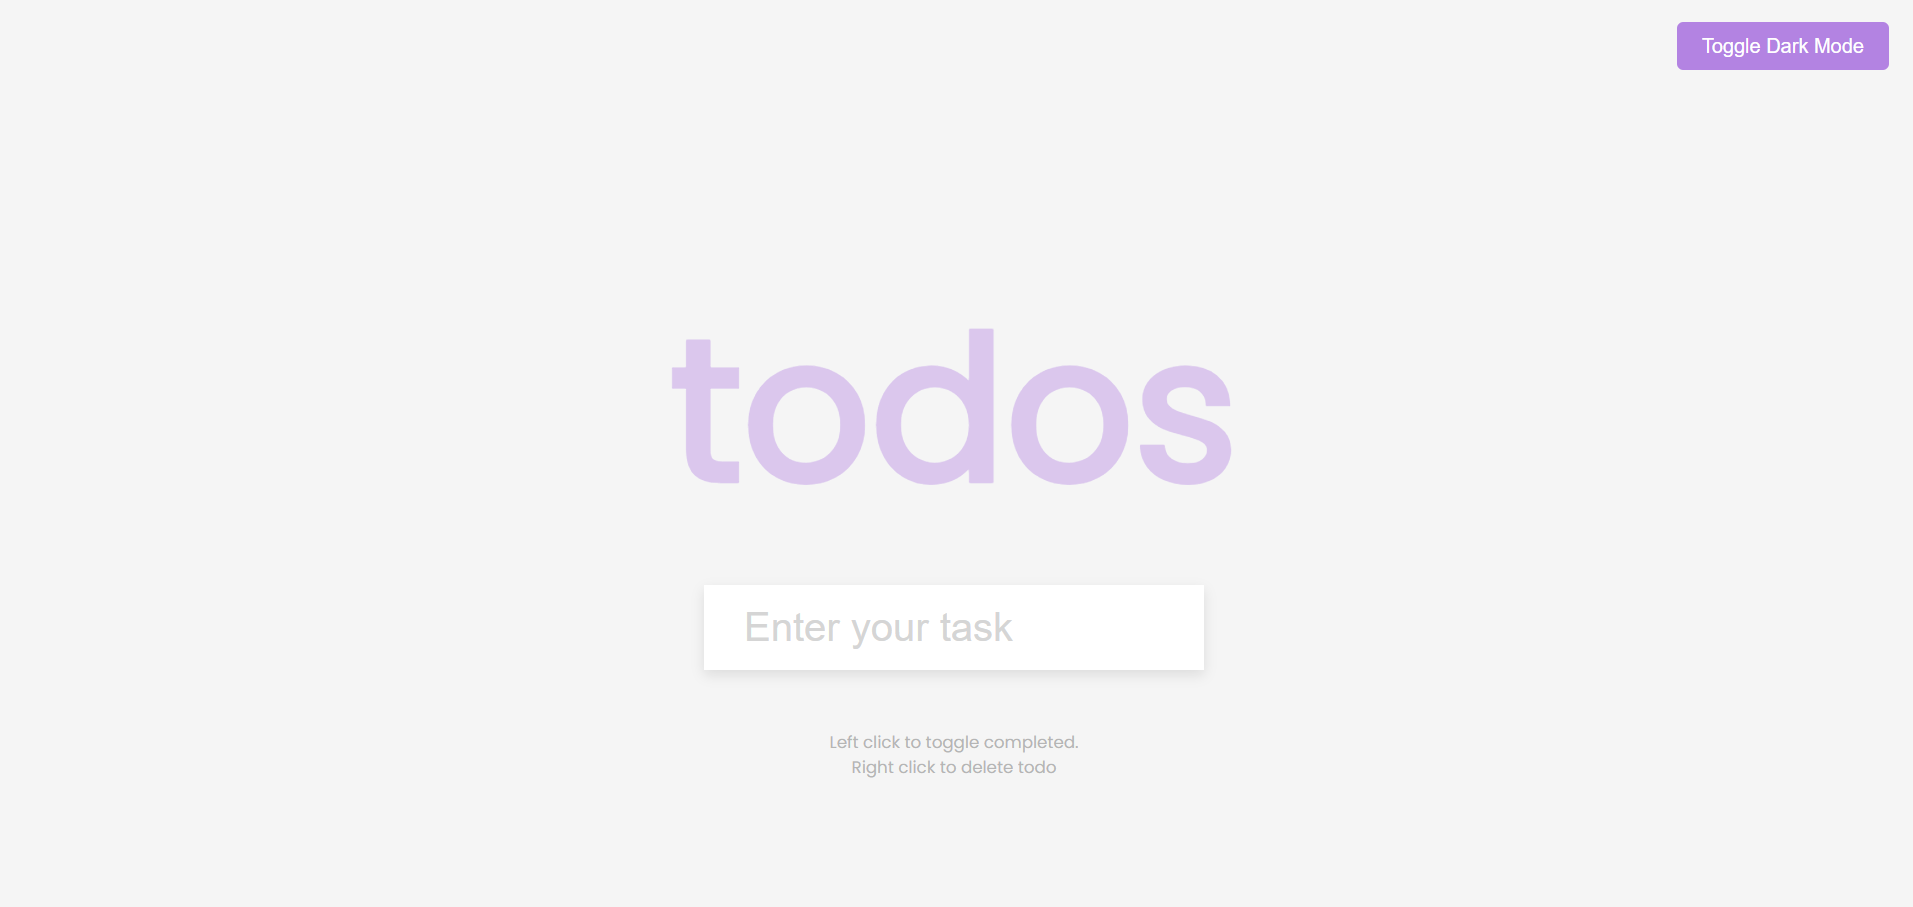 Toggle Dark Mode
todos
Enter your task
Left click to toggle completed.
Right click to delete todo